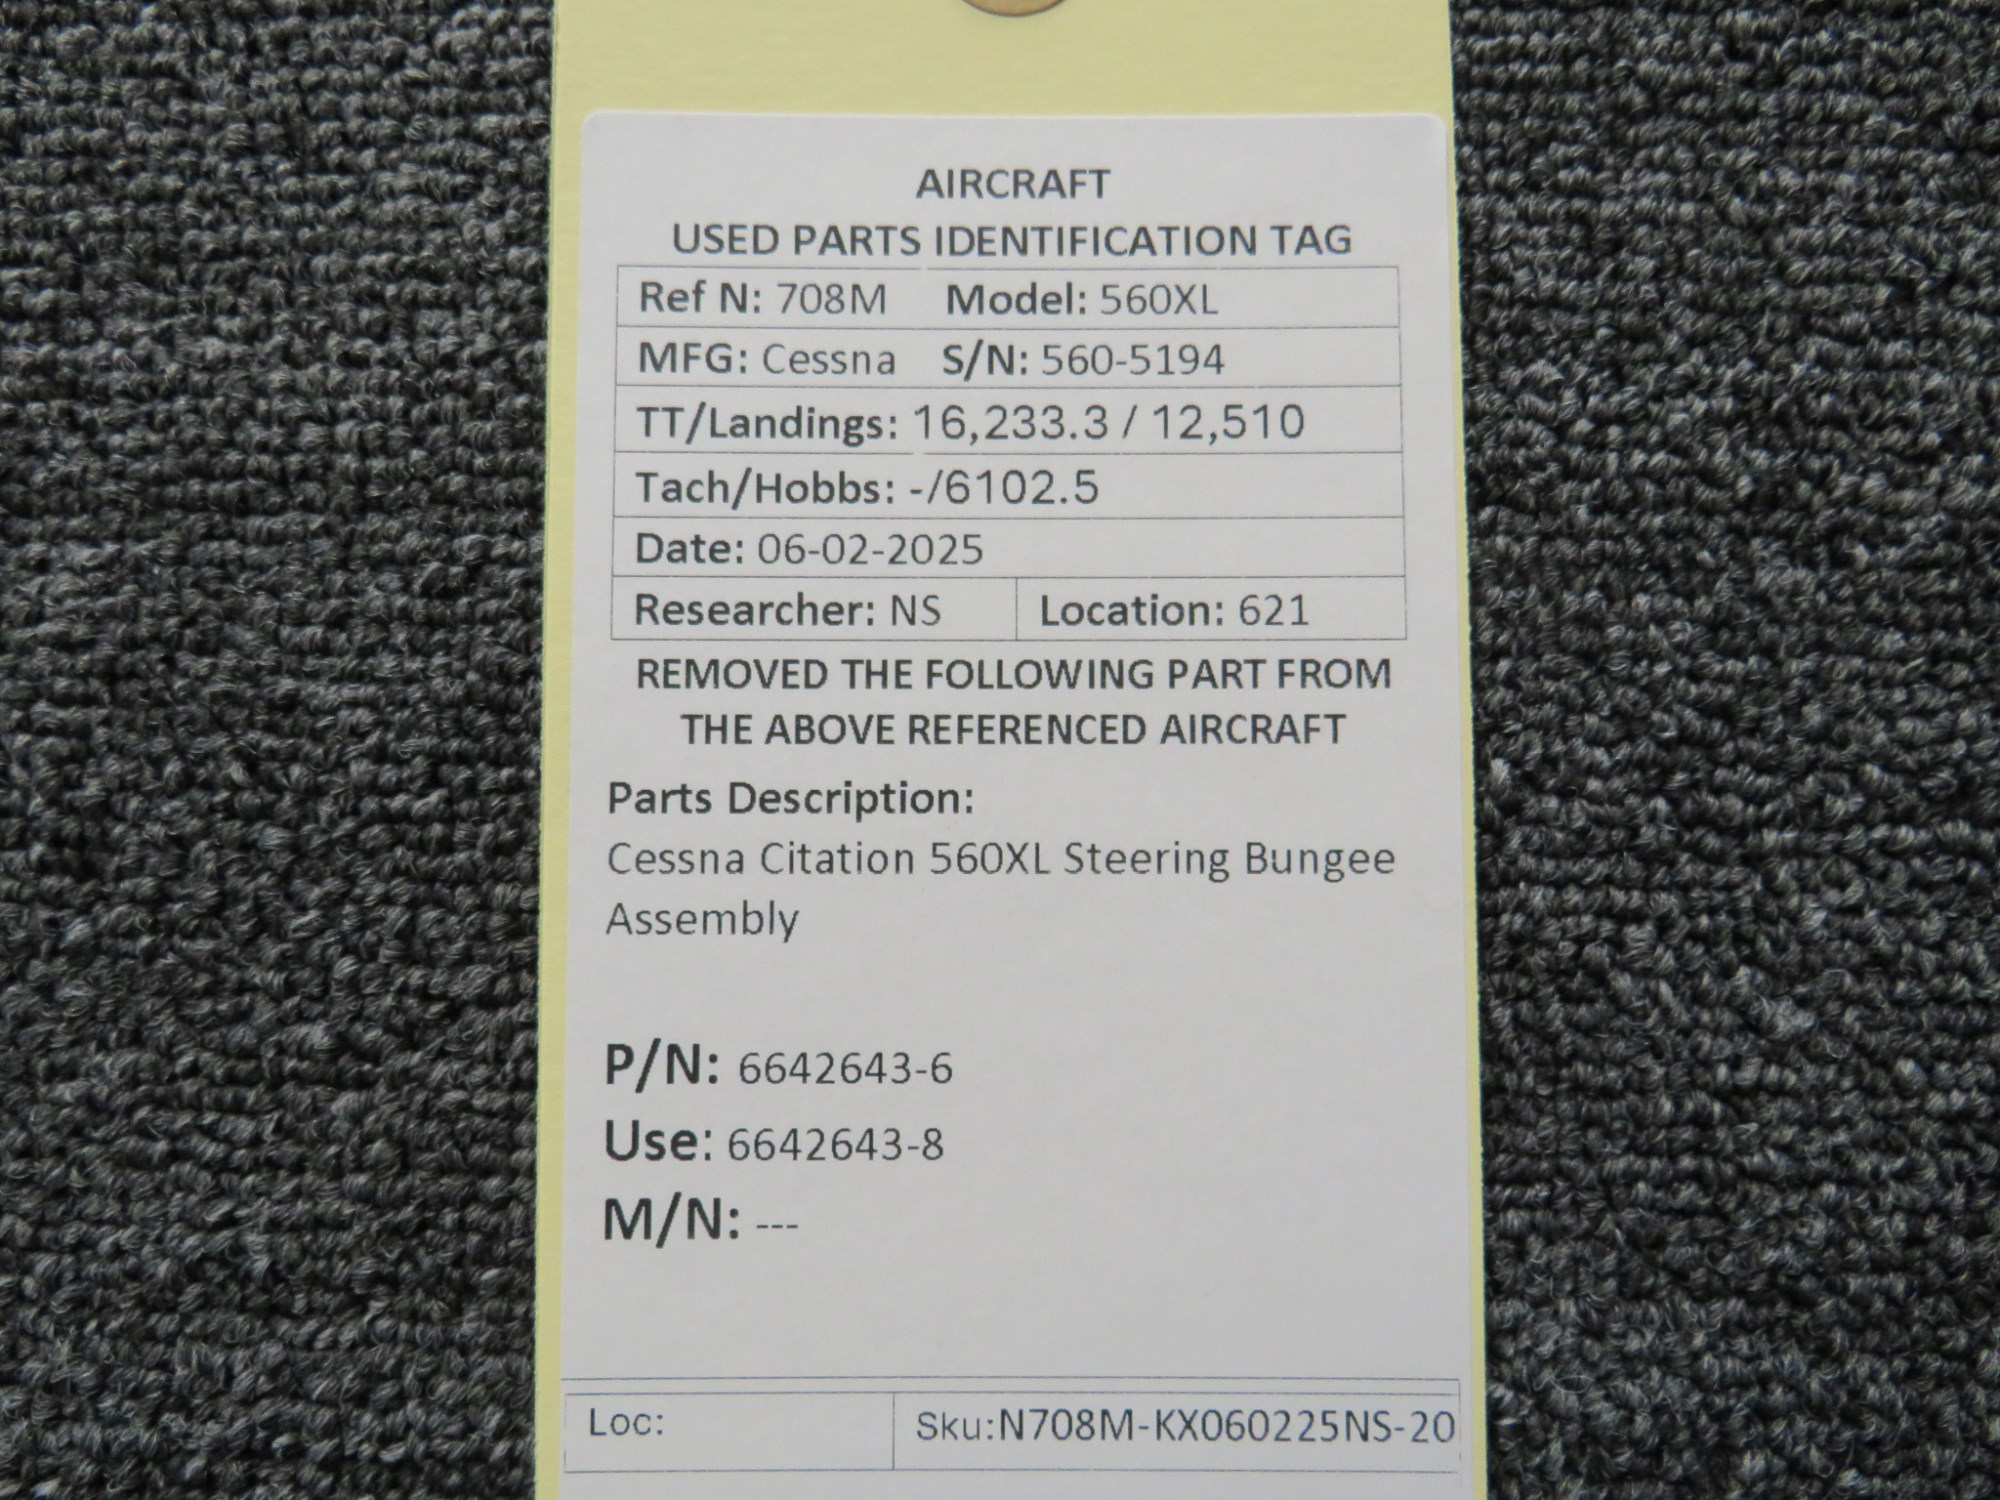 AIRCRAFT
USED PARTS IDENTIFICATION TAG
Ref N: 708M Model: 560XL
MFG: Cessna S/N: 560-5194
TT/Landings: 16,233.3 / 12,510
Tach/Hobbs: -/6102.5
Date: 06-02-2025
Researcher: NS Location: 621
REMOVED THE FOLLOWING PART FROM
THE ABOVE REFERENCED AIRCRAFT
Parts Description:
Cessna Citation 560XL Steering Bungee
Assembly
P/N: 6642643-6
Use: 6642643-8
M/N: ---
Loc: Sku:N708M-KX060225NS-20